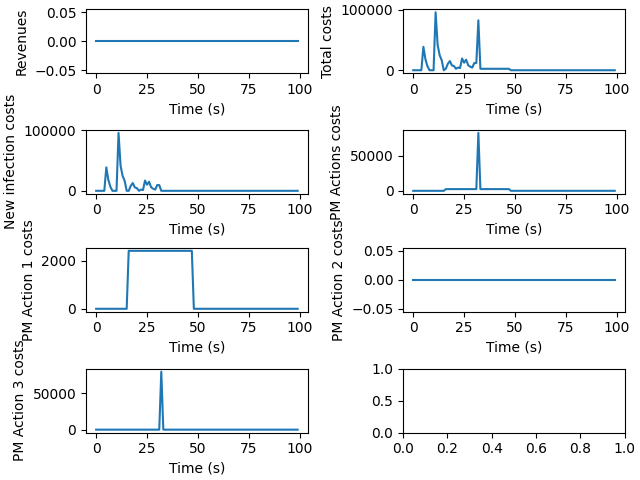 Revenues
0.05
0.00
−0.05
0 25 50 75 100
Time (s)
Total costs
100000
0
0 25 50 75 100
Time (s)
New infection costs
100000
0
0 25 50 75 100
Time (s)
PM Actions costs
50000
0
0 25 50 75 100
Time (s)
PM Action 1 costs
2000
0
0 25 50 75 100
Time (s)
PM Action 2 costs
0.05
0.00
−0.05
0 25 50 75 100
Time (s)
PM Action 3 costs
50000
0
0 25 50 75 100
Time (s)
1.0
0.5
0.0
0.0 0.2 0.4 0.6 0.8 1.0